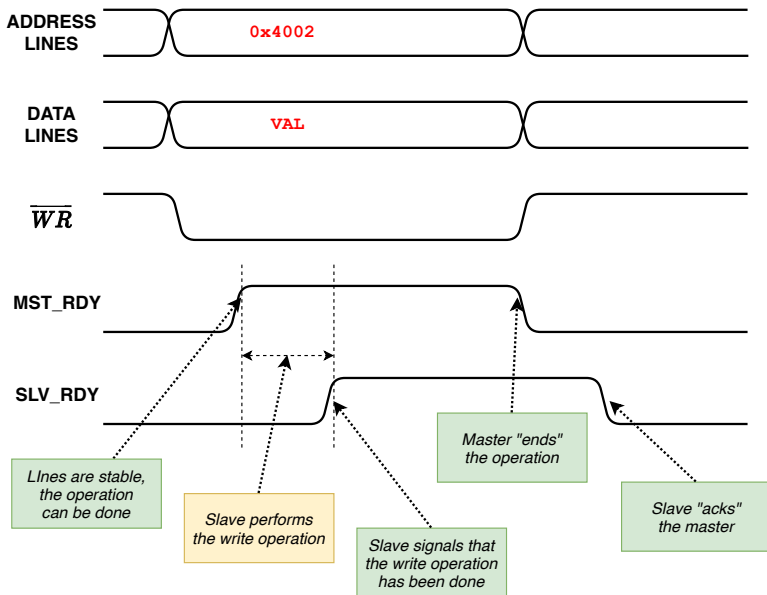 ADDRESS
LINES
0x4002
DATA
LINES
VAL
WR
MST_RDY
SLV_RDY
LInes are stable,
the operation
can be done
Slave performs
the write operation
Slave signals that
the write operation
has been done
Master "ends"
the operation
Slave "acks"
the master